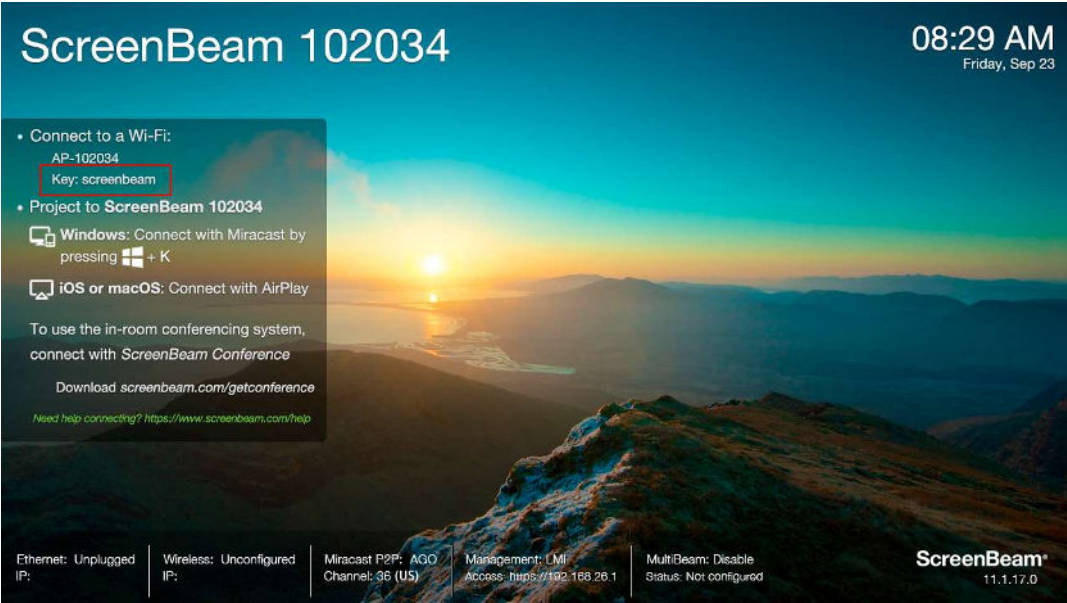 ScreenBeam 102034
08:29 AM
Friday, Sep 23
• Connect to a Wi-Fi:
AP-102034
Key: screenbeam
• Project to ScreenBeam 102034
Windows: Connect with Miracast by
pressing + K
iOS or macOS: Connect with AirPlay
To use the in-room conferencing system,
connect with ScreenBeam Conference
Download screenbeam.com/getconference
Need help connecting? https://www.screenbeam.com/help
Ethernet: Unplugged
IP:
Wireless: Unconfigured
IP:
Miracast P2P: AGO
Channel: 36 (US)
Management: LMI
Access: https://192.168.26.1
MultiBeam: Disable
Status: Not configured
ScreenBeam®
11.1.17.0